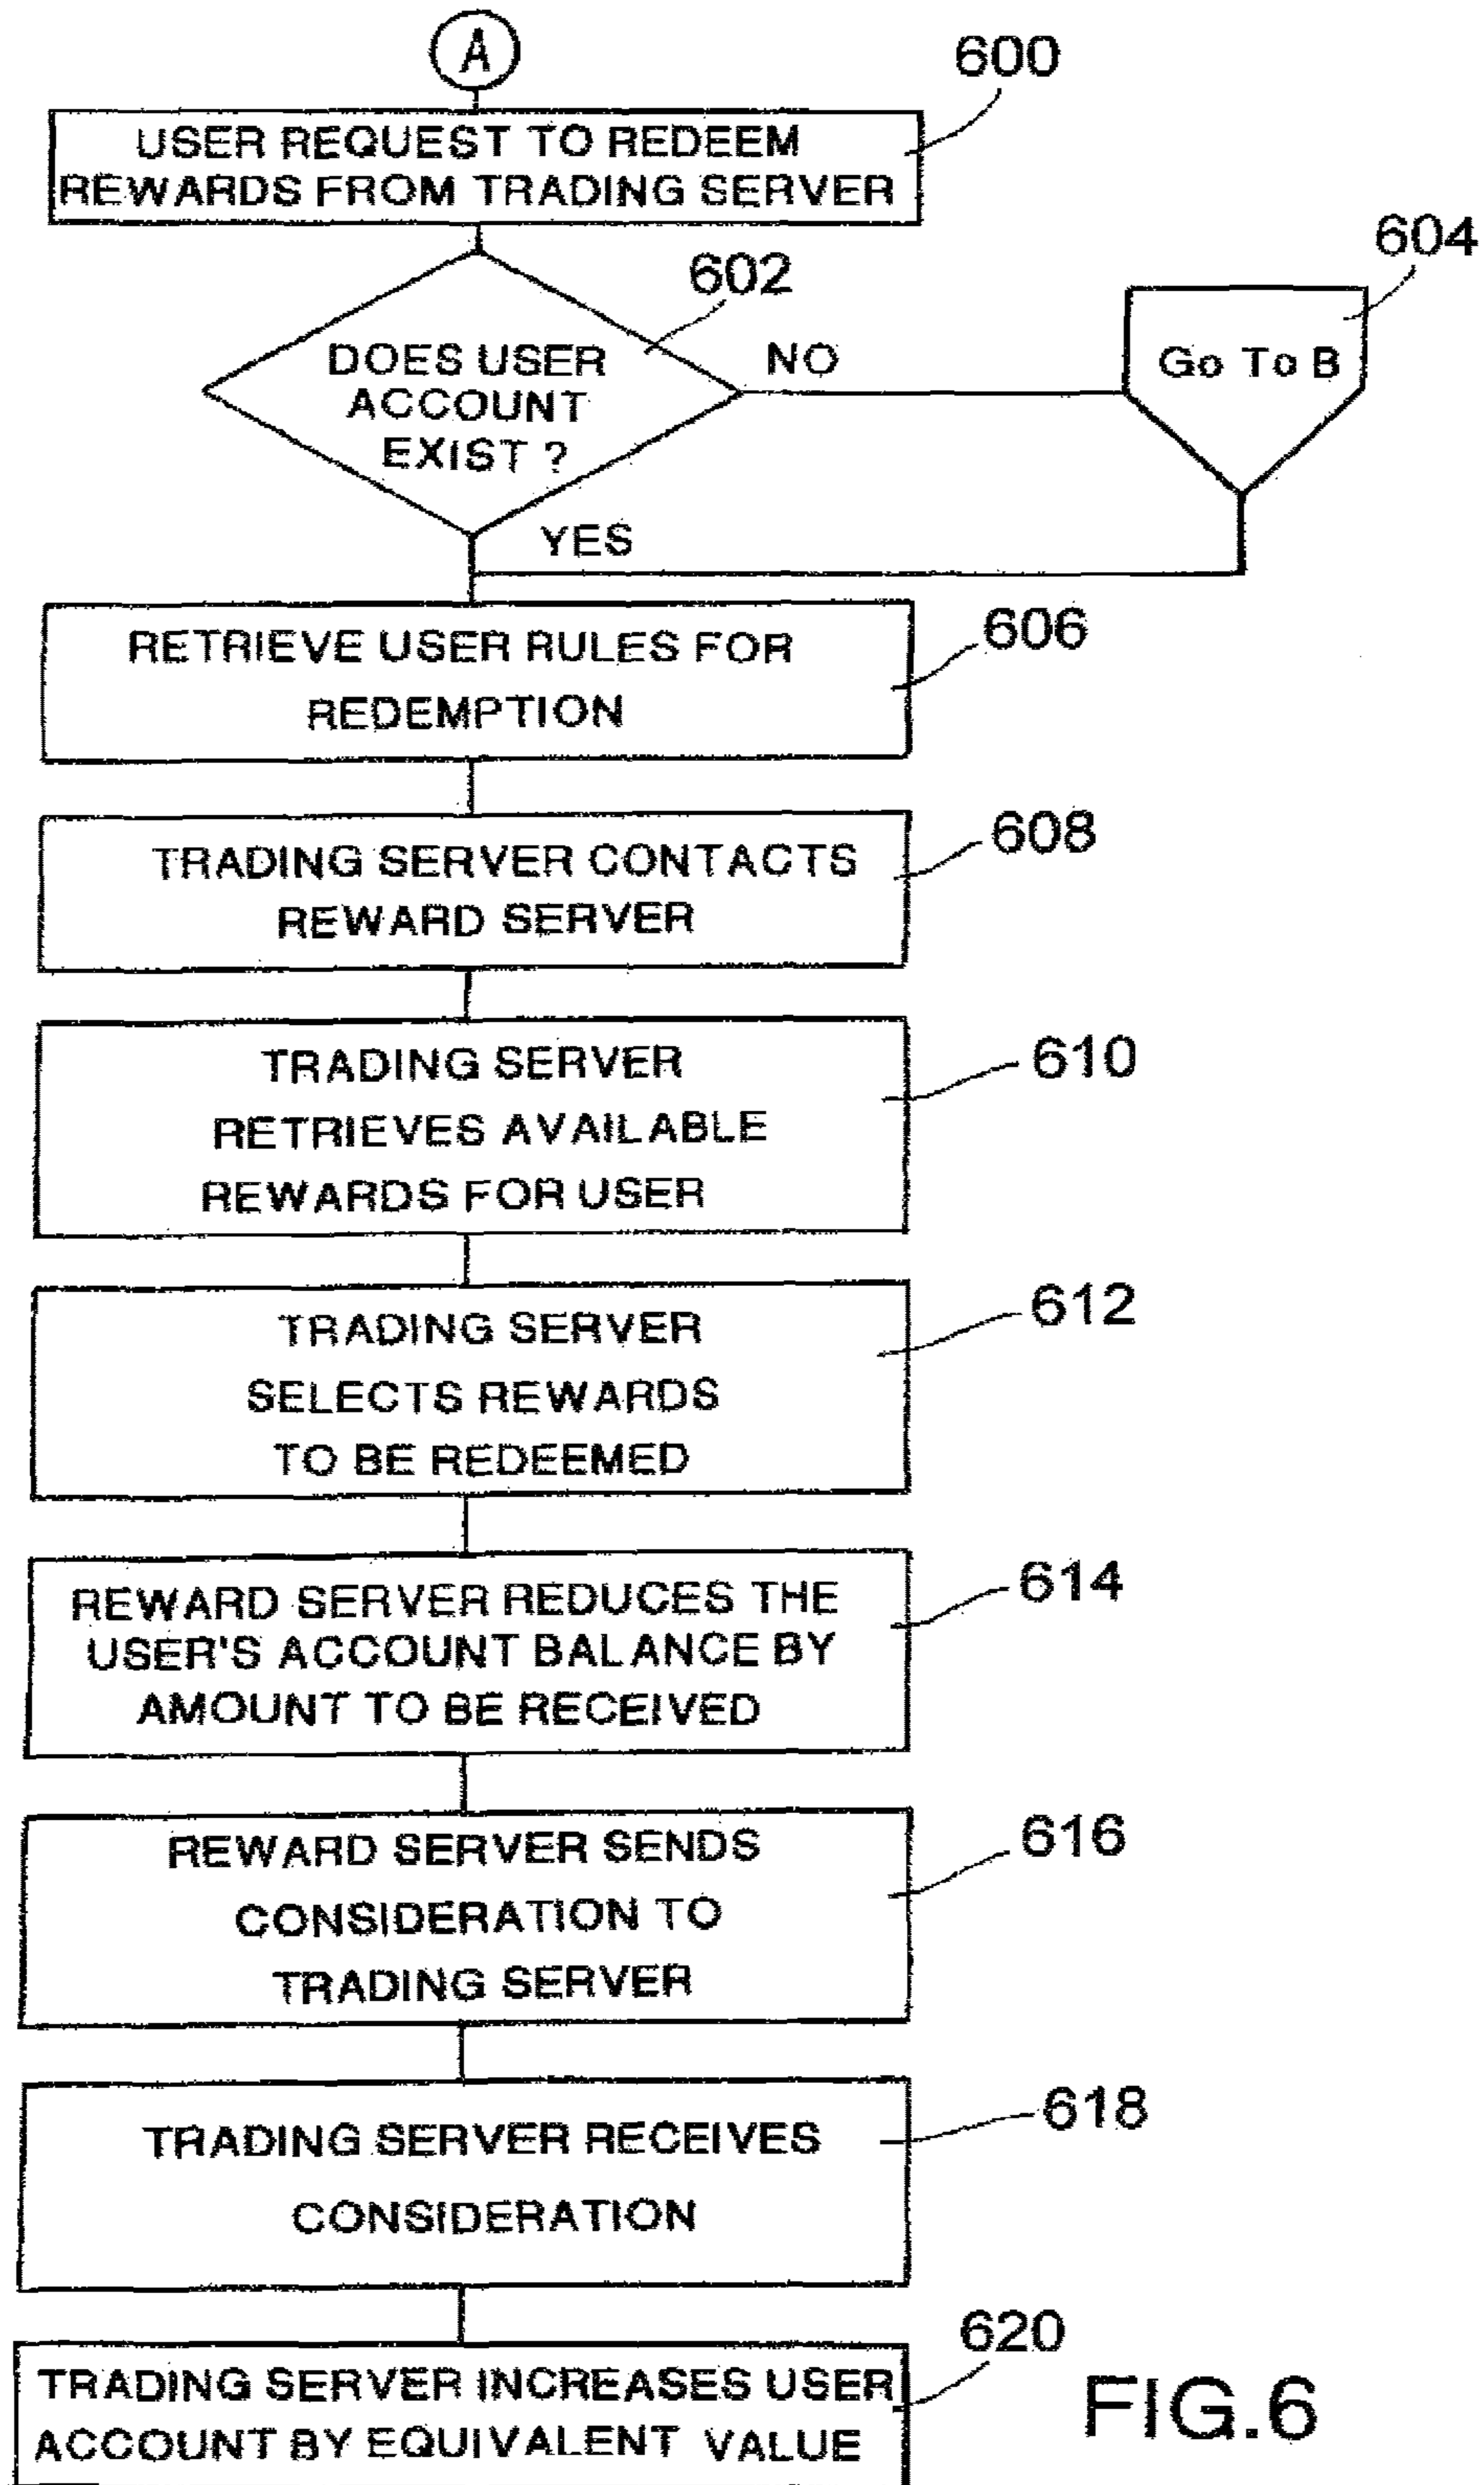 A
600
USER REQUEST TO REDEEM
REWARDS FROM TRADING SERVER
602
604
DOES USER
ACCOUNT
EXIST ?
NO
Go To B
YES
RETRIEVE USER RULES FOR
REDEMPTION
606
TRADING SERVER CONTACTS
REWARD SERVER
608
TRADING SERVER
RETRIEVES AVAILABLE
REWARDS FOR USER
610
TRADING SERVER
SELECTS REWARDS
TO BE REDEEMED
612
REWARD SERVER REDUCES THE
USER'S ACCOUNT BALANCE BY
AMOUNT TO BE RECEIVED
614
REWARD SERVER SENDS
CONSIDERATION TO
TRADING SERVER
616
TRADING SERVER RECEIVES
CONSIDERATION
618
TRADING SERVER INCREASES USER
ACCOUNT BY EQUIVALENT VALUE
620
FIG.6